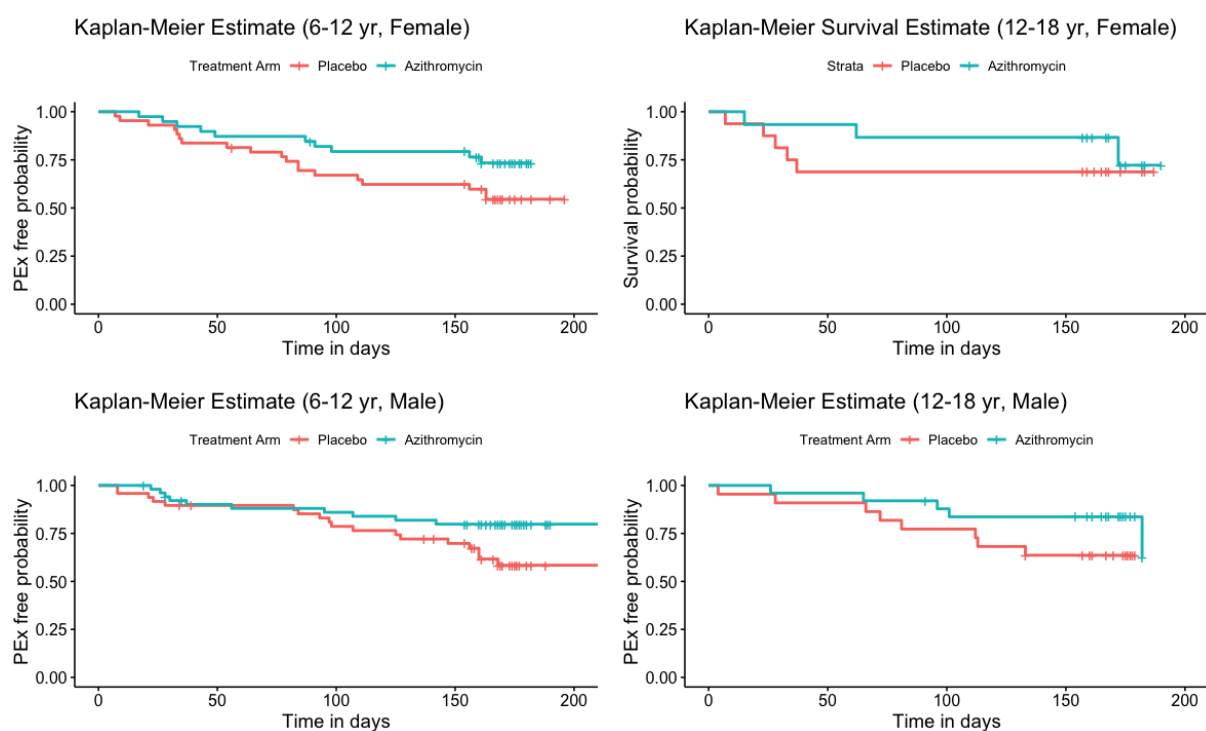 Kaplan-Meier Estimate (6-12 yr, Female)
Treatment Arm Placebo Azithromycin
1.00
0.75
0.50
0.25
0.00
PEx free probability
0 50 100 150 200
Time in days
Kaplan-Meier Survival Estimate (12-18 yr, Female)
Strata Placebo Azithromycin
1.00
0.75
0.50
0.25
0.00
Survival probability
0 50 100 150 200
Time in days
Kaplan-Meier Estimate (6-12 yr, Male)
Treatment Arm Placebo Azithromycin
1.00
0.75
0.50
0.25
0.00
PEx free probability
0 50 100 150 200
Time in days
Kaplan-Meier Estimate (12-18 yr, Male)
Treatment Arm Placebo Azithromycin
1.00
0.75
0.50
0.25
0.00
PEx free probability
0 50 100 150 200
Time in days